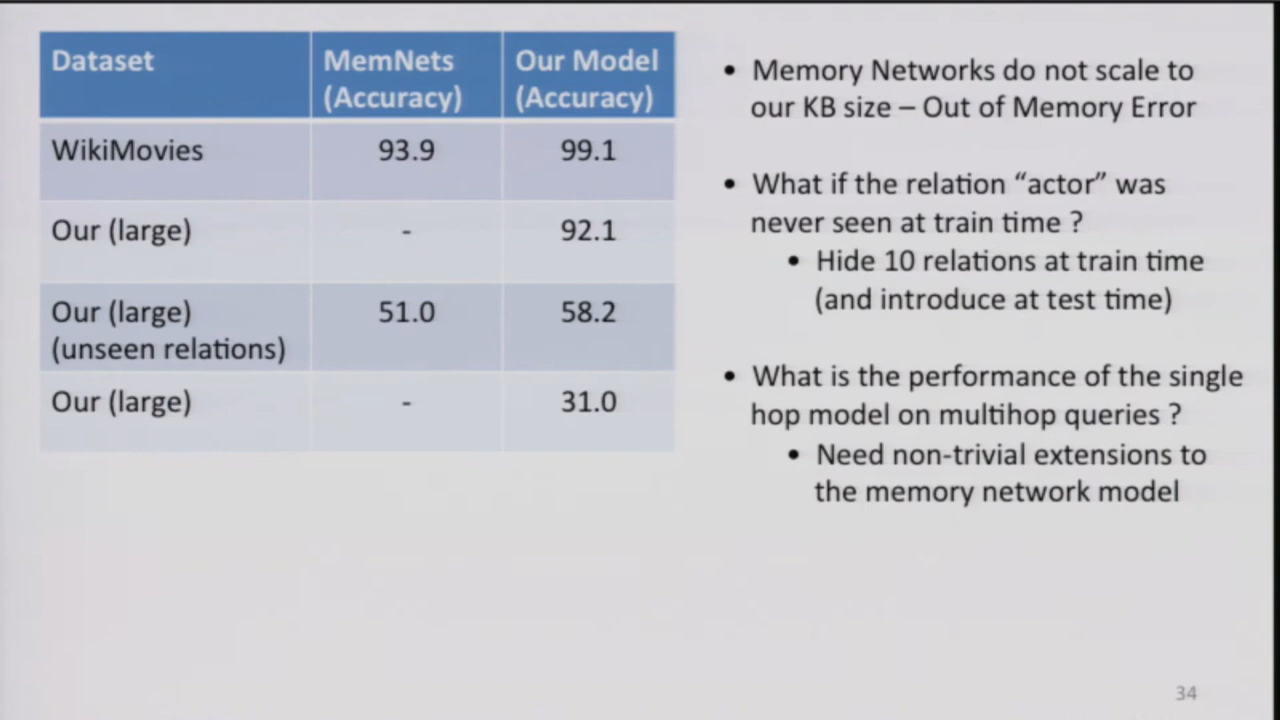 Dataset MemNets (Accuracy) Our Model (Accuracy)
WikiMovies 93.9 99.1
Our (large) - 92.1
Our (large) (unseen relations) 51.0 58.2
Our (large) - 31.0
• Memory Networks do not scale to
our KB size – Out of Memory Error
• What if the relation “actor” was
never seen at train time ?
• Hide 10 relations at train time
(and introduce at test time)
• What is the performance of the single
hop model on multihop queries ?
• Need non-trivial extensions to
the memory network model
34